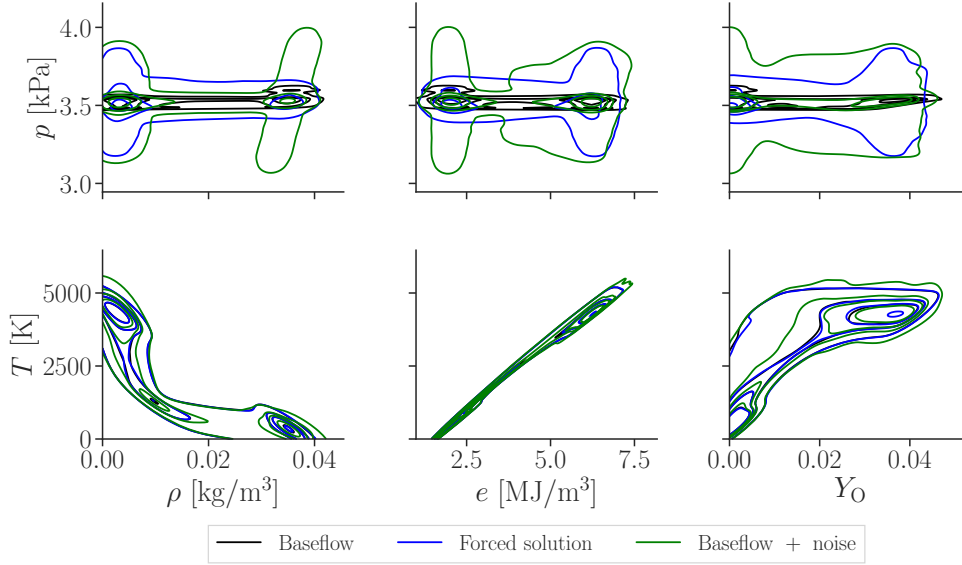 4.0
3.5
3.0
p [kPa]
5000
2500
0
T [K]
0.00 0.02 0.04
2.5 5.0 7.5
0.00 0.02 0.04
ρ [kg/m³]
e [MJ/m³]
Y_O
Baseflow Forced solution Baseflow + noise